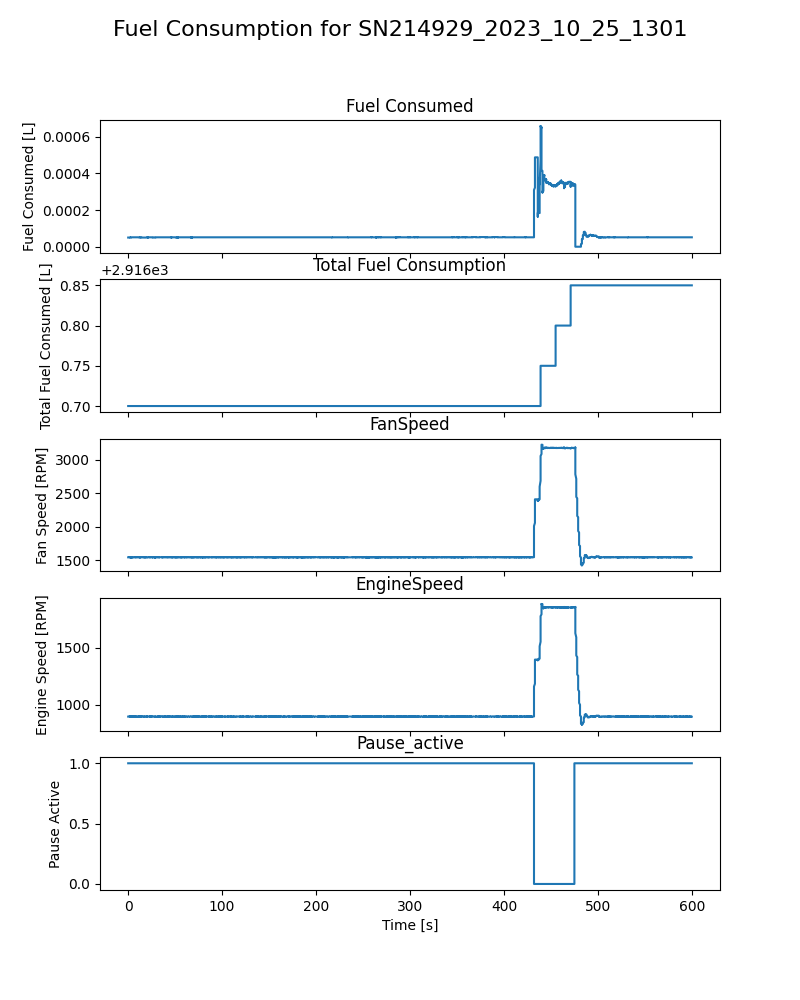 Fuel Consumption for SN214929_2023_10_25_1301
Fuel Consumed
Fuel Consumed [L]
0.0006
0.0004
0.0002
0.0000
+2.916e3
Total Fuel Consumption
Total Fuel Consumed [L]
0.85
0.80
0.75
0.70
FanSpeed
Fan Speed [RPM]
3000
2500
2000
1500
EngineSpeed
Engine Speed [RPM]
1500
1000
Pause_active
Pause Active
1.0
0.5
0.0
0 100 200 300 400 500 600
Time [s]